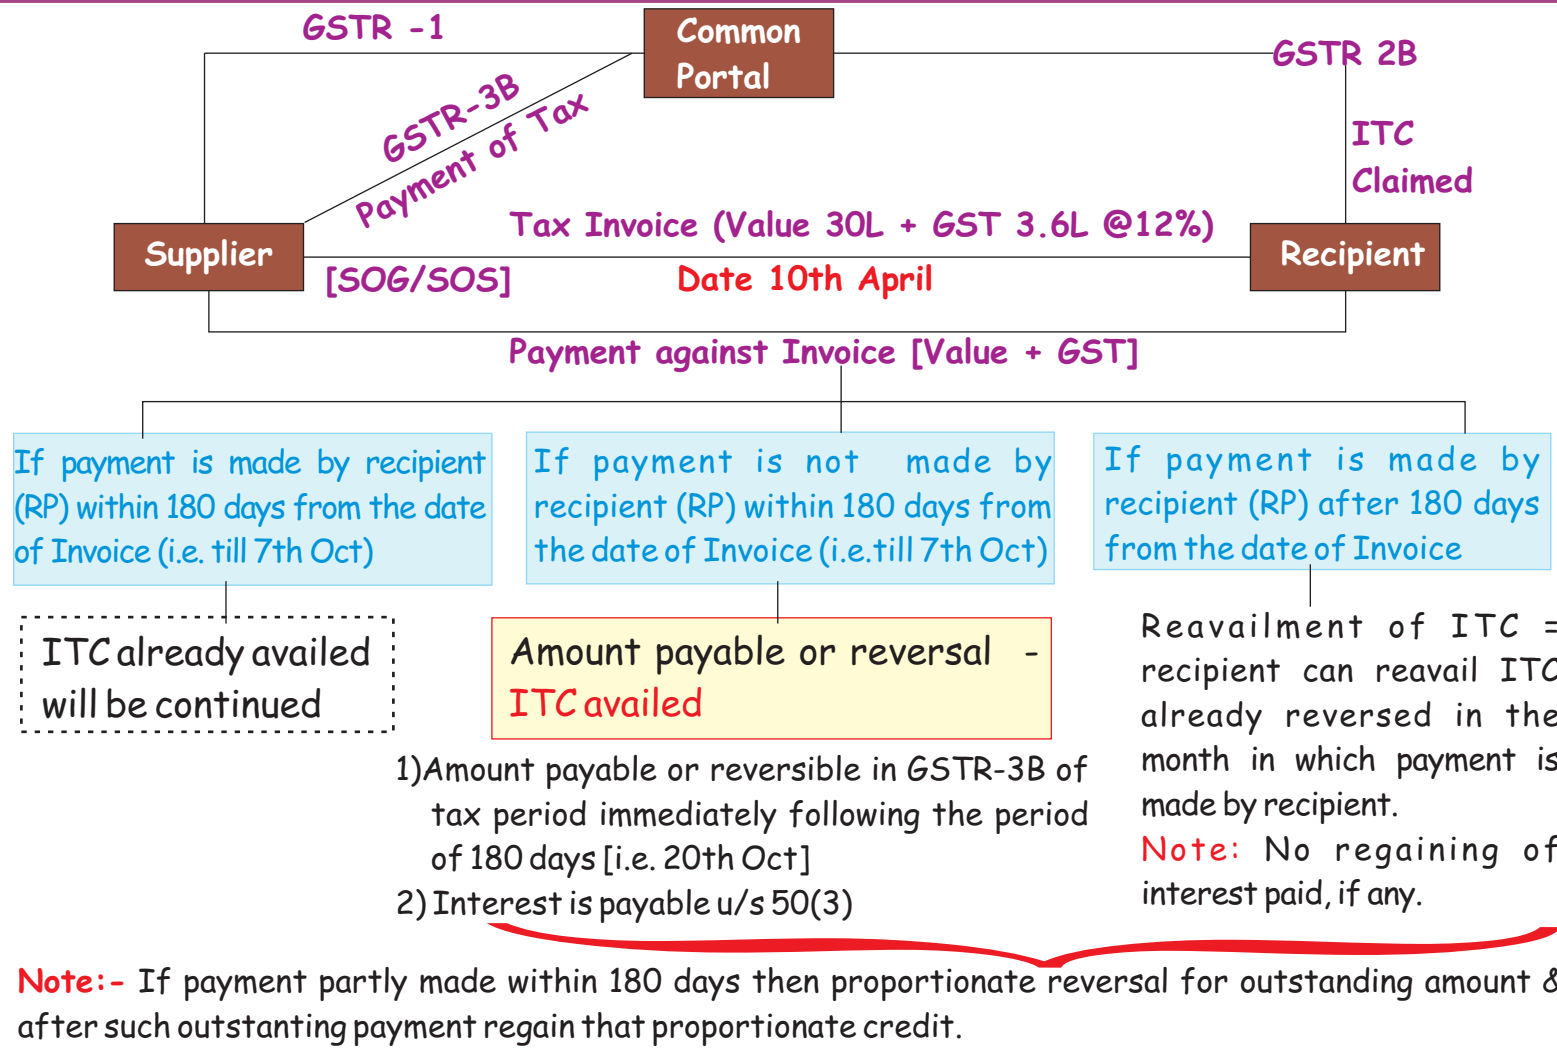 GSTR -1
Common
Portal
GSTR 2B
GSTR-3B
Payment of Tax
ITC
Claimed
Tax Invoice (Value 30L + GST 3.6L @12%)
Supplier
Recipient
[SOG/SOS]
Date 10th April
Payment against Invoice [Value + GST]
If payment is made by recipient
(RP) within 180 days from the date
of Invoice (i.e. till 7th Oct)
If payment is not made by
recipient (RP) within 180 days from
the date of Invoice (i.e.till 7th Oct)
If payment is made by
recipient (RP) after 180 days
from the date of Invoice
ITC already availed
will be continued
Amount payable or reversal -
ITC availed
1)Amount payable or reversible in GSTR-3B of
tax period immediately following the period
of 180 days [i.e. 20th Oct]
2) Interest is payable u/s 50(3)
Reavailment of ITC =
recipient can reavail ITC
already reversed in the
month in which payment is
made by recipient.
Note: No regaining of
interest paid, if any.
Note:- If payment partly made within 180 days then proportionate reversal for outstanding amount &
after such outstanting payment regain that proportionate credit.